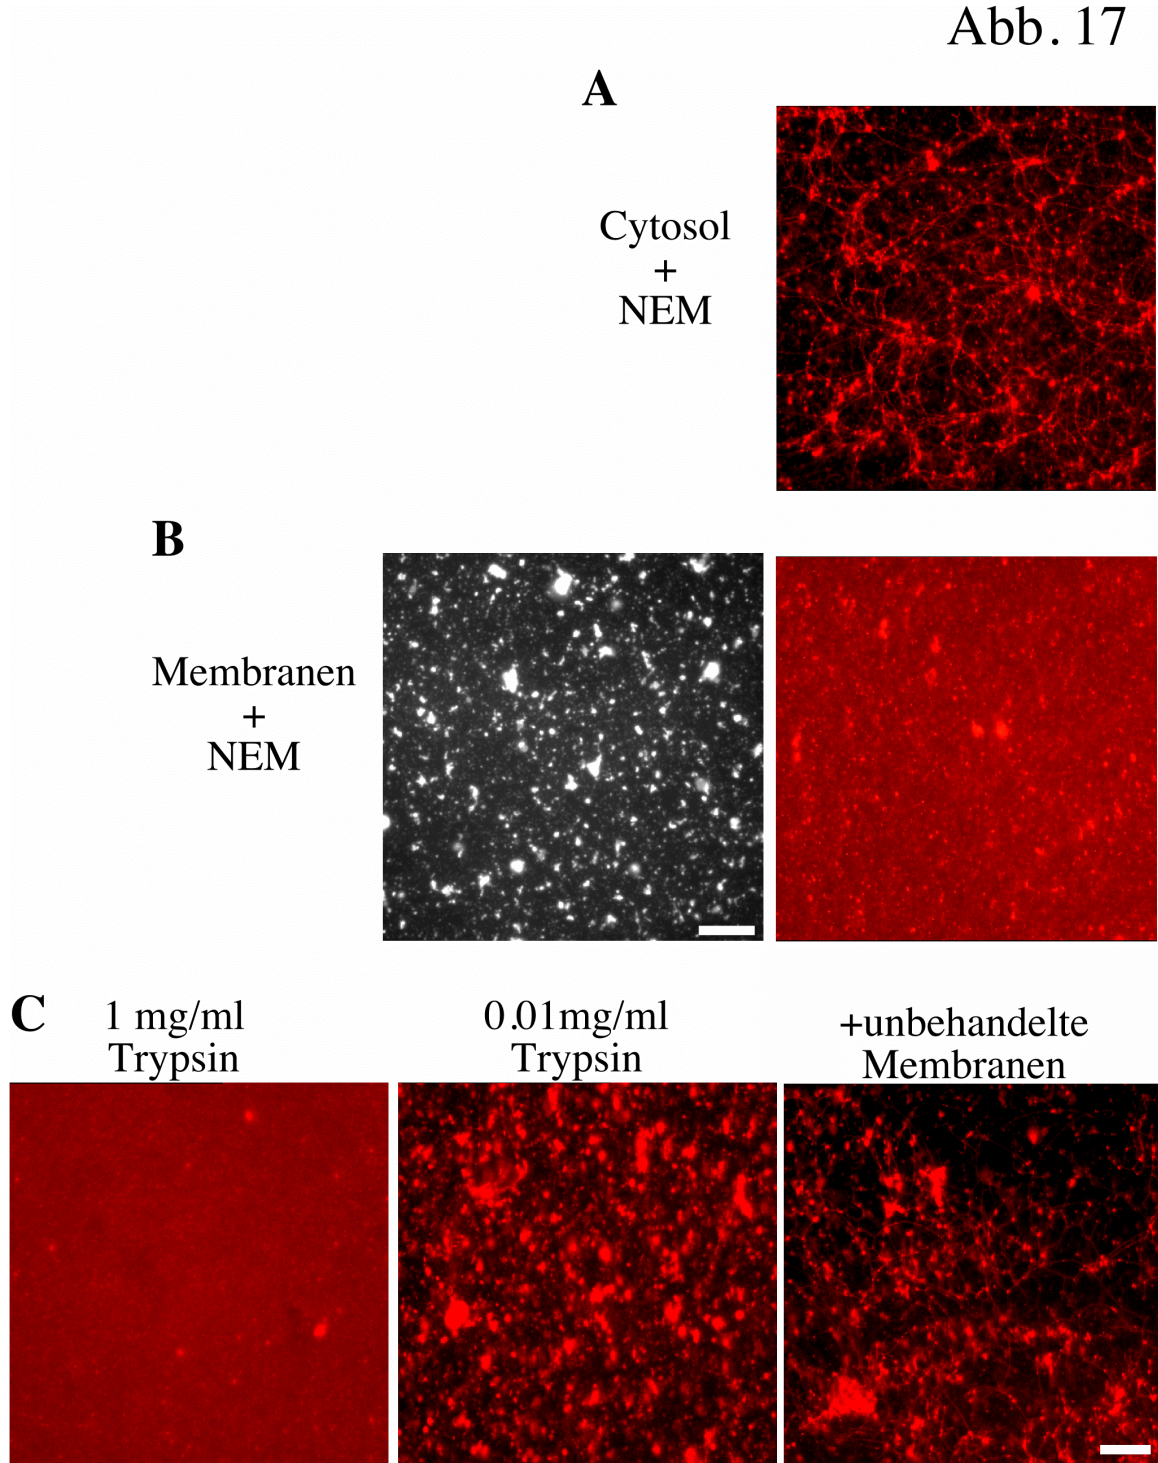 Abb. 17
A
Cytosol
+
NEM
B
Membranen
+
NEM
C
1 mg/ml
Trypsin
0.01mg/ml
Trypsin
+unbehandelte
Membranen